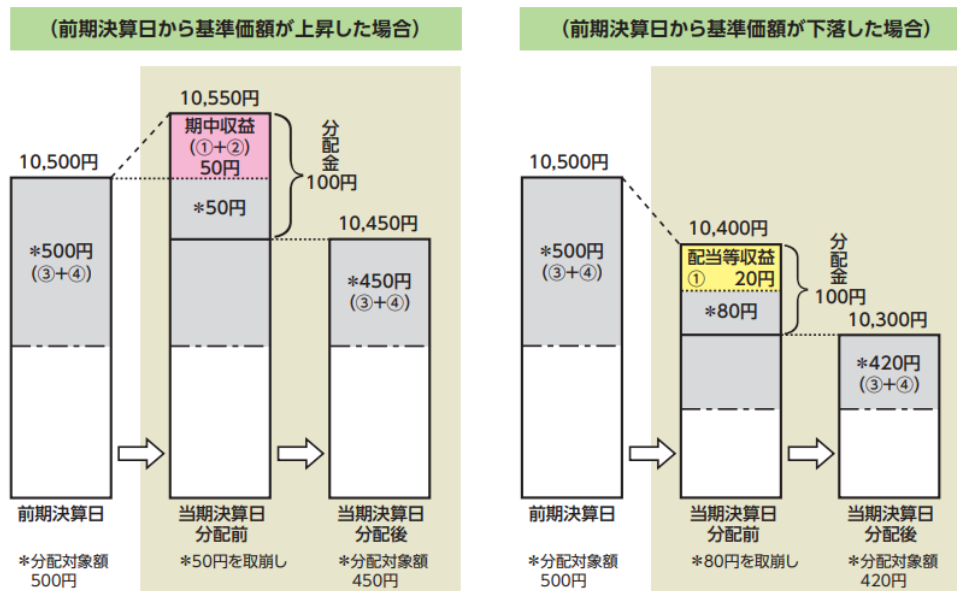 (前期決算日から基準価額が上昇した場合)
10,500円
*500円
(③+④)
10,550円
期中収益
(①+②)
50円
*50円
分配金
100円
10,450円
*450円
(③+④)
前期決算日
当期決算日
分配前
当期決算日
分配後
*分配対象額
500円
*50円を取崩し
*分配対象額
450円
(前期決算日から基準価額が下落した場合)
10,500円
*500円
(③+④)
10,400円
配当等収益
① 20円
*80円
分配金
100円
10,300円
*420円
(③+④)
前期決算日
当期決算日
分配前
当期決算日
分配後
*分配対象額
500円
*80円を取崩し
*分配対象額
420円